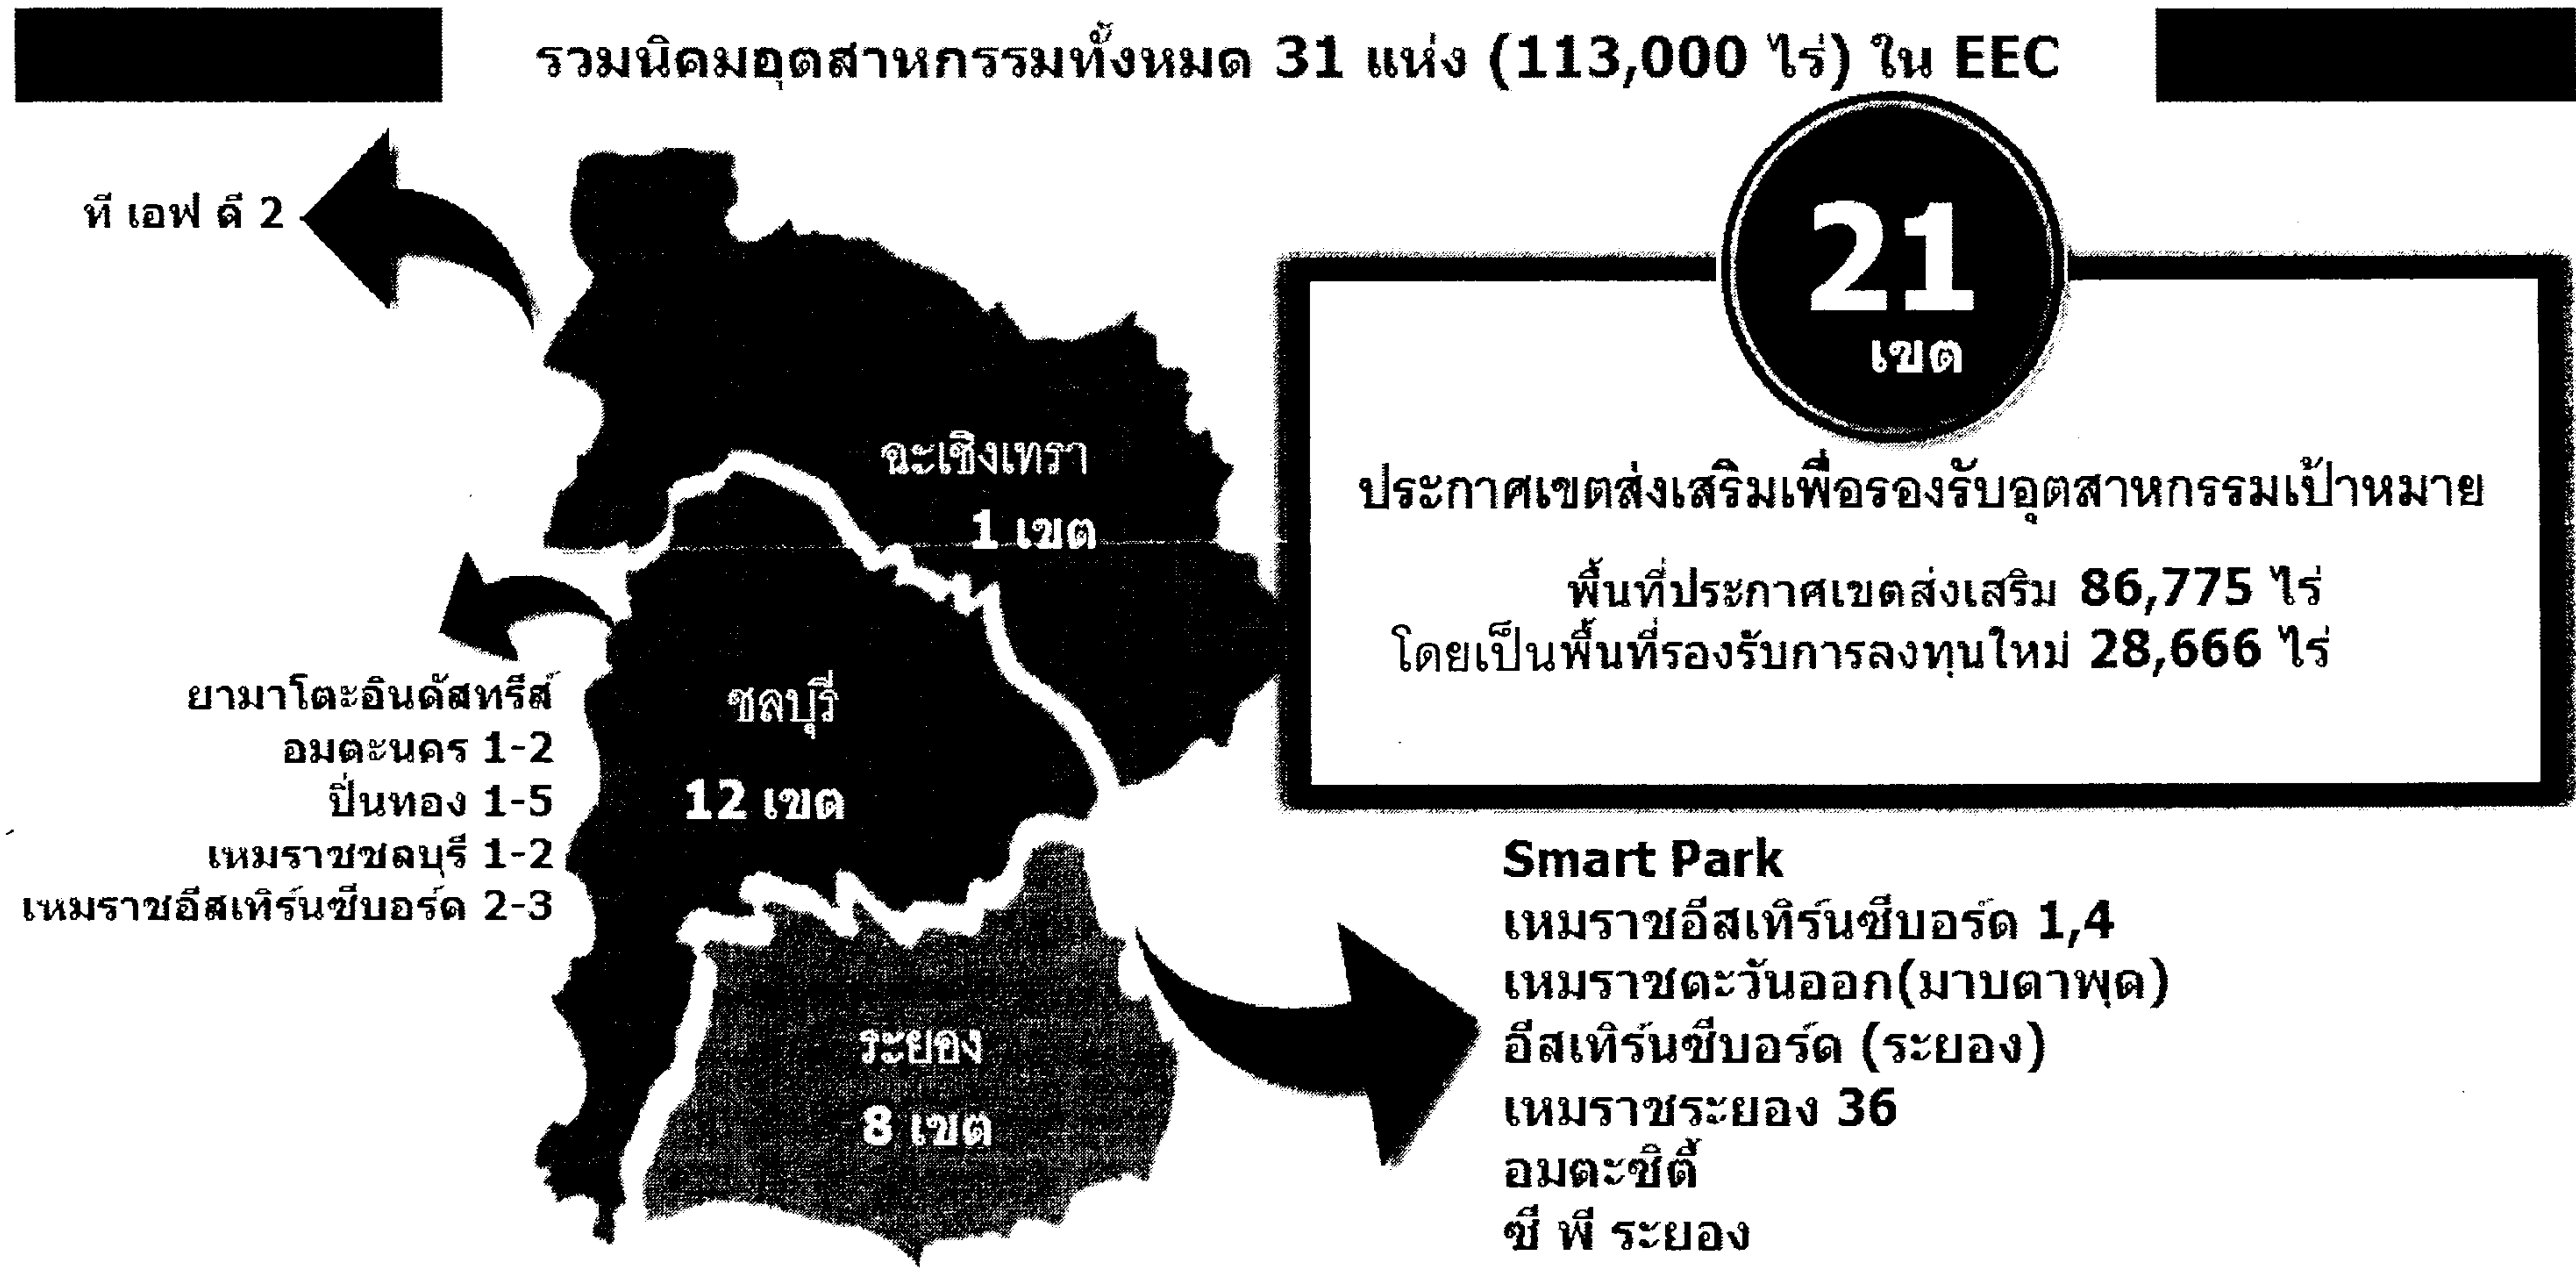 รวมนิคมอุตสาหกรรมทั้งหมด 31 แห่ง (113,000 ไร่) ใน EEC
ที เอฟ ดี 2
21
เขต
ฉะเชิงเทรา
1 เขต
ประกาศเขตส่งเสริมเพื่อรองรับอุตสาหกรรมเป้าหมาย
พื้นที่ประกาศเขตส่งเสริม 86,775 ไร่
โดยเป็นพื้นที่รองรับการลงทุนใหม่ 28,666 ไร่
ยามาโตะอินดัสทรีส์
อมตะนคร 1-2
ปิ่นทอง 1-5
เหมราชชลบุรี 1-2
เหมราชอีสเทิร์นซีบอร์ด 2-3
ชลบุรี
12 เขต
ระยอง
8 เขต
Smart Park
เหมราชอีสเทิร์นซีบอร์ด 1,4
เหมราชตะวันออก(มาบตาพุด)
อีสเทิร์นซีบอร์ด (ระยอง)
เหมราชระยอง 36
อมตะซิตี้
ซี พี ระยอง